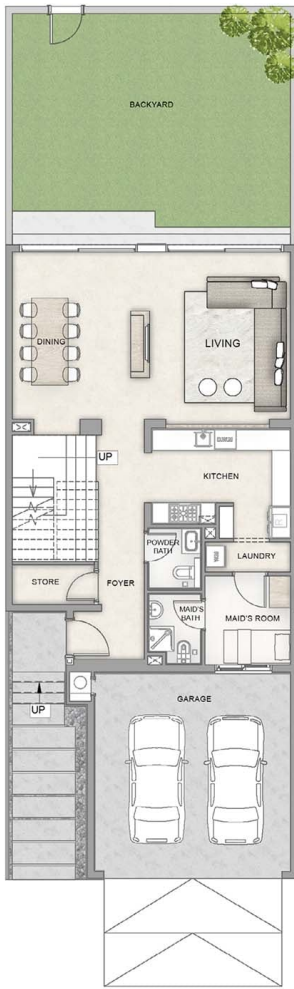 BACKYARD
DINING
LIVING
UP
KITCHEN
POWDER
BATH
LAUNDRY
STORE
FOYER
MAID'S
BATH
MAID'S ROOM
UP
GARAGE